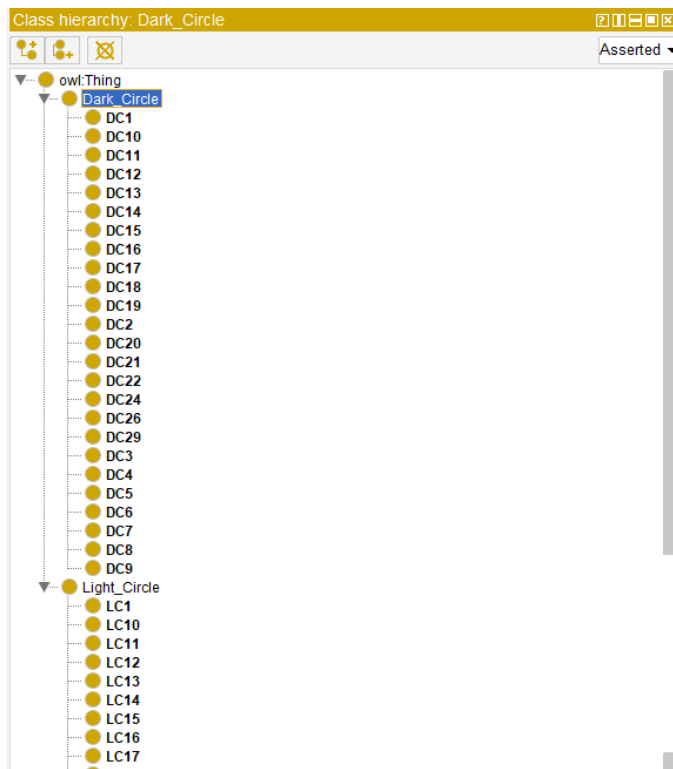 Class hierarchy: Dark_Circle
Asserted
owl:Thing
Dark_Circle
DC1
DC10
DC11
DC12
DC13
DC14
DC15
DC16
DC17
DC18
DC19
DC2
DC20
DC21
DC22
DC24
DC26
DC29
DC3
DC4
DC5
DC6
DC7
DC8
DC9
Light_Circle
LC1
LC10
LC11
LC12
LC13
LC14
LC15
LC16
LC17